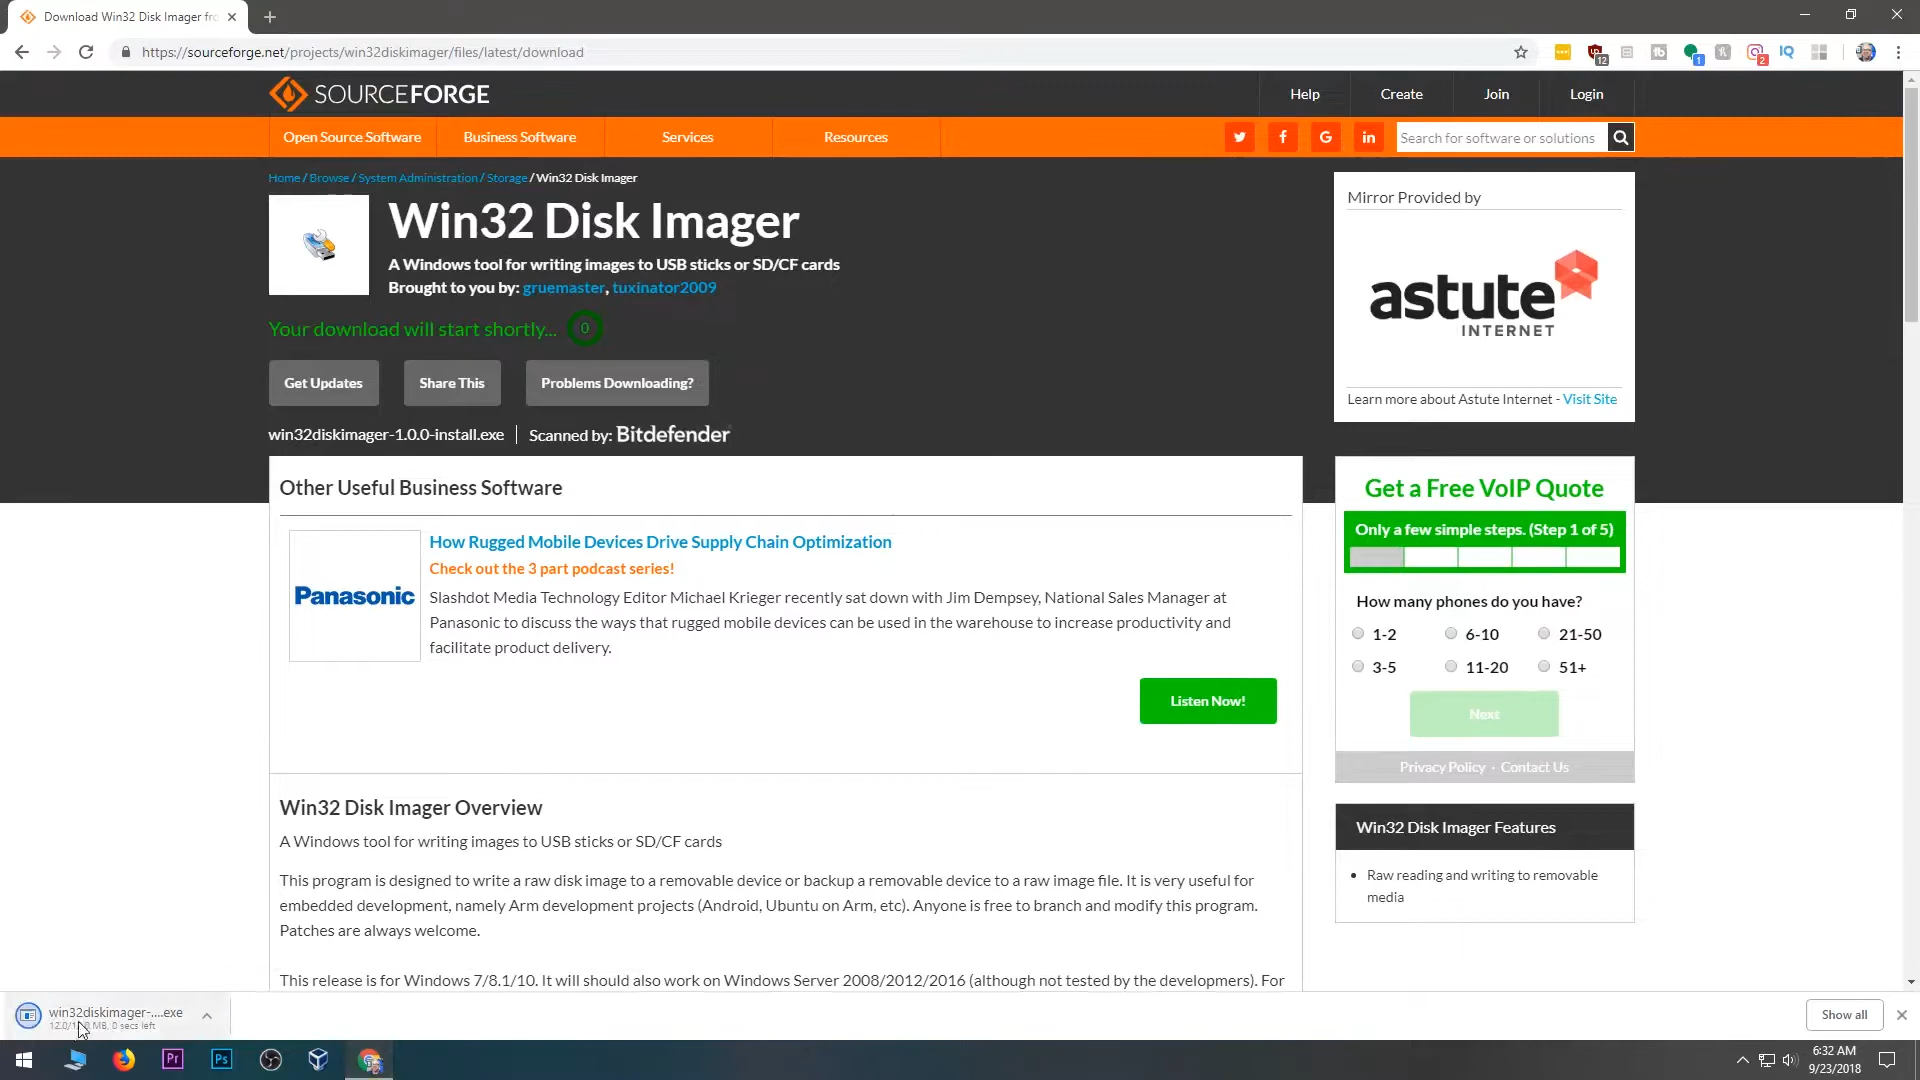 Download Win32 Disk Imager fro
https://sourceforge.net/projects/win32diskimager/files/latest/download
12
1
2
IQ
SOURCEFORGE
Help
Create
Join
Login
Open Source Software
Business Software
Services
Resources
Search for software or solutions
Home / Browse / System Administration / Storage / Win32 Disk Imager
Win32 Disk Imager
A Windows tool for writing images to USB sticks or SD/CF cards
Brought to you by: gruemaster, tuxinator2009
Your download will start shortly... 0
Get Updates
Share This
Problems Downloading?
win32diskimager-1.0.0-install.exe
Scanned by: Bitdefender
Mirror Provided by
astute
INTERNET
Learn more about Astute Internet - Visit Site
Other Useful Business Software
Panasonic
How Rugged Mobile Devices Drive Supply Chain Optimization
Check out the 3 part podcast series!
Slashdot Media Technology Editor Michael Krieger recently sat down with Jim Dempsey, National Sales Manager at
Panasonic to discuss the ways that rugged mobile devices can be used in the warehouse to increase productivity and
facilitate product delivery.
Listen Now!
Get a Free VoIP Quote
Only a few simple steps. (Step 1 of 5)
How many phones do you have?
1-2
6-10
21-50
3-5
11-20
51+
Next
Privacy Policy · Contact Us
Win32 Disk Imager Overview
A Windows tool for writing images to USB sticks or SD/CF cards
This program is designed to write a raw disk image to a removable device or backup a removable device to a raw image file. It is very useful for
embedded development, namely Arm development projects (Android, Ubuntu on Arm, etc). Anyone is free to branch and modify this program.
Patches are always welcome.
This release is for Windows 7/8.1/10. It will should also work on Windows Server 2008/2012/2016 (although not tested by the developmers). For
Win32 Disk Imager Features
Raw reading and writing to removable
media
win32diskimager-....exe
MB, 0 secs left
Show all
Pr
Ps
6:32 AM
9/23/2018